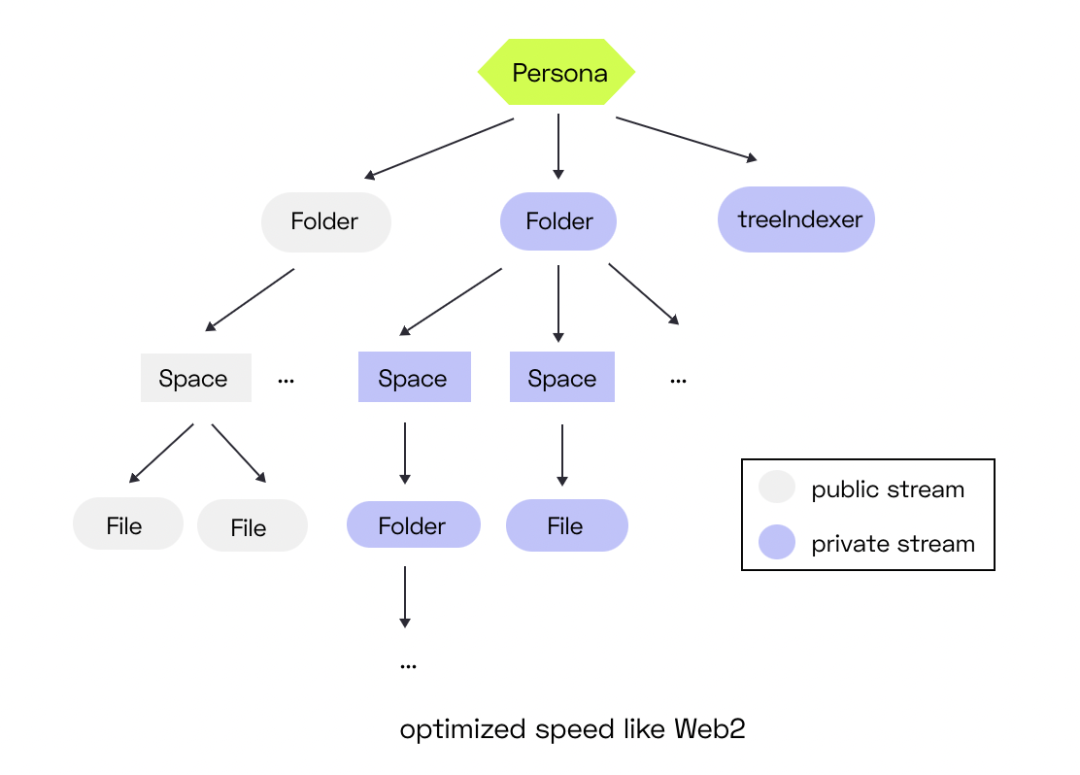 Persona
Folder
Folder
treeIndexer
Space
...
Space
Space
...
File
File
Folder
File
public stream
private stream
...
optimized speed like Web2